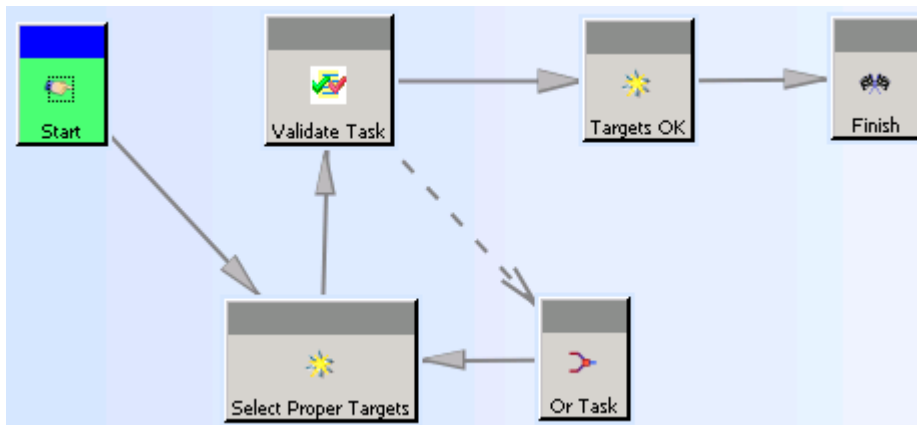 Start
Validate Task
Targets OK
Finish
Select Proper Targets
Or Task